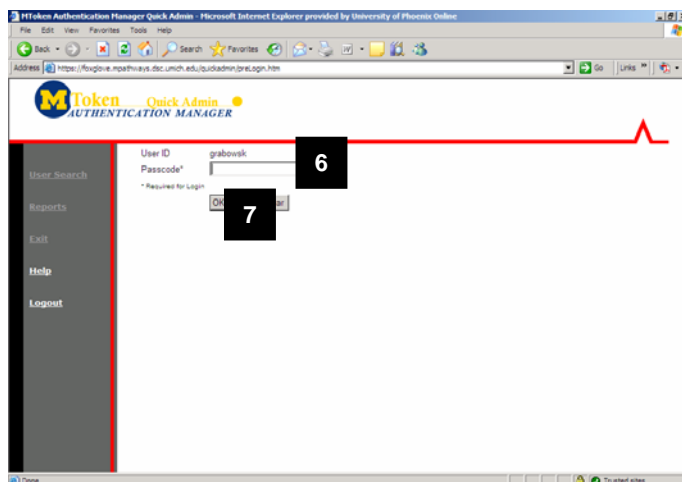 MToken Authentication Manager Quick Admin - Microsoft Internet Explorer provided by University of Phoenix Online
File Edit View Favorites Tools Help
Back Search Favorites
Address https://foxglove.mpathways.dsc.umich.edu/quickadmin/preLogin.htm Go Links »
M Token Quick Admin
AUTHENTICATION MANAGER
User ID grabowsk
Passcode* 6
* Required for Login
OK 7 ar
User Search
Reports
Exit
Help
Logout
Done Trusted sites